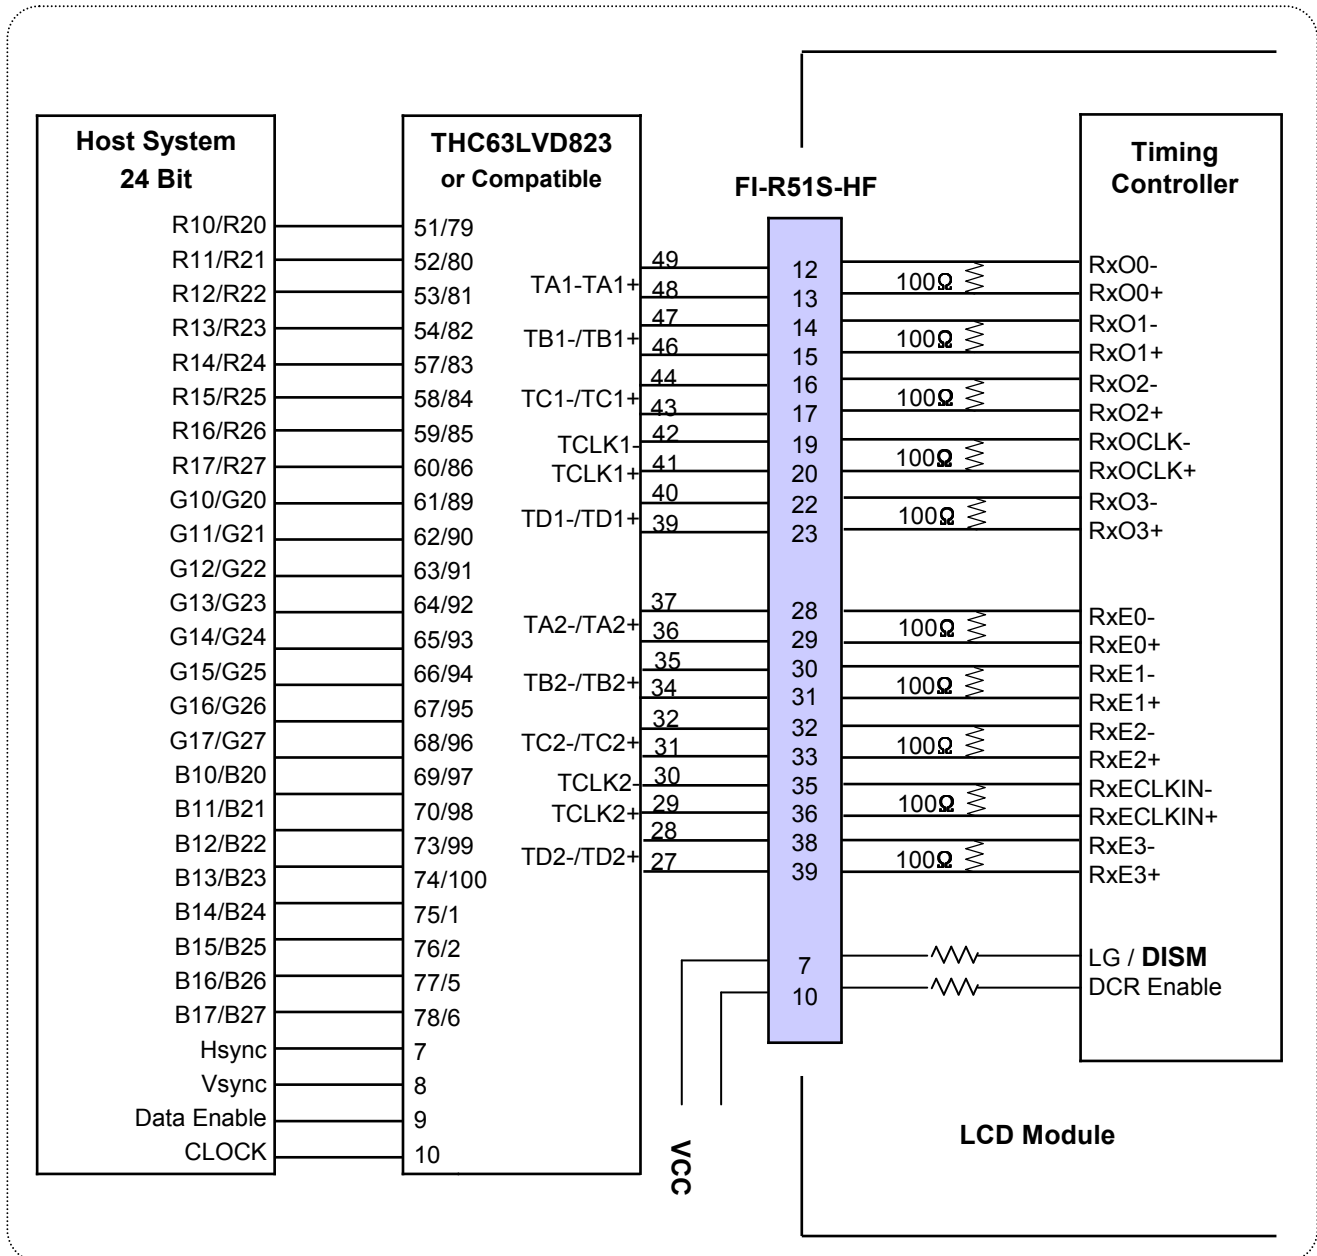 Host System
24 Bit
R10/R20
R11/R21
R12/R22
R13/R23
R14/R24
R15/R25
R16/R26
R17/R27
G10/G20
G11/G21
G12/G22
G13/G23
G14/G24
G15/G25
G16/G26
G17/G27
B10/B20
B11/B21
B12/B22
B13/B23
B14/B24
B15/B25
B16/B26
B17/B27
Hsync
Vsync
Data Enable
CLOCK
THC63LVD823
or Compatible
51/79
52/80
53/81
54/82
57/83
58/84
59/85
60/86
61/89
62/90
63/91
64/92
65/93
66/94
67/95
68/96
69/97
70/98
73/99
74/100
75/1
76/2
77/5
78/6
7
8
9
10
TA1-TA1+
TB1-/TB1+
TC1-/TC1+
TCLK1-
TCLK1+
TD1-/TD1+
TA2-/TA2+
TB2-/TB2+
TC2-/TC2+
TCLK2-
TCLK2+
TD2-/TD2+
49
48
47
46
44
43
42
41
40
39
37
36
35
34
32
31
30
29
28
27
FI-R51S-HF
12
13
14
15
16
17
19
20
22
23
28
29
30
31
32
33
35
36
38
39
7
10
VCC
100Ω
100Ω
100Ω
100Ω
100Ω
100Ω
100Ω
100Ω
100Ω
100Ω
Timing
Controller
RxO0-
RxO0+
RxO1-
RxO1+
RxO2-
RxO2+
RxOCLK-
RxOCLK+
RxO3-
RxO3+
RxE0-
RxE0+
RxE1-
RxE1+
RxE2-
RxE2+
RxECLKIN-
RxECLKIN+
RxE3-
RxE3+
LG / DISM
DCR Enable
LCD Module